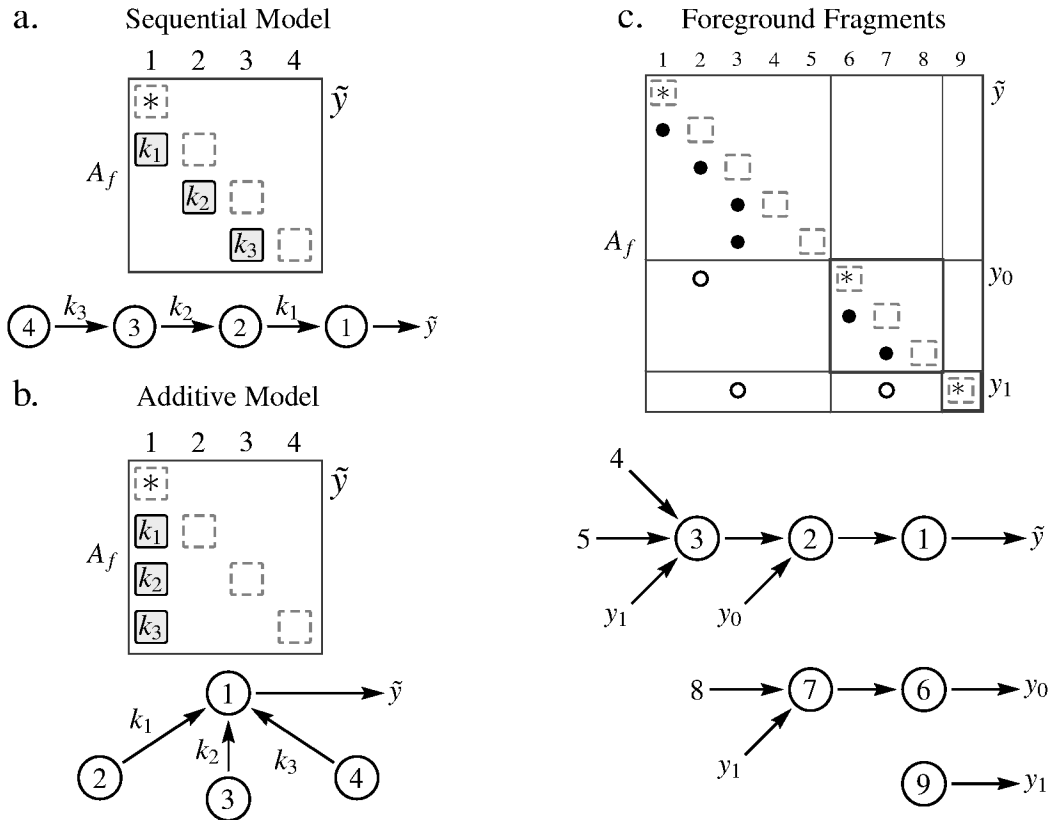 a.
Sequential Model
1 2 3 4
* ỹ
k₁
A_f
k₂
k₃
k₃ k₂ k₁
4 3 2 1 ỹ
b.
Additive Model
1 2 3 4
* ỹ
k₁
A_f
k₂
k₃
1 ỹ
k₁ k₂ k₃
2 3 4
c.
Foreground Fragments
1 2 3 4 5 6 7 8 9
* ỹ
A_f
* y₀
* y₁
4
5 3 2 1 ỹ
y₁ y₀
8 7 6 y₀
y₁
9 y₁